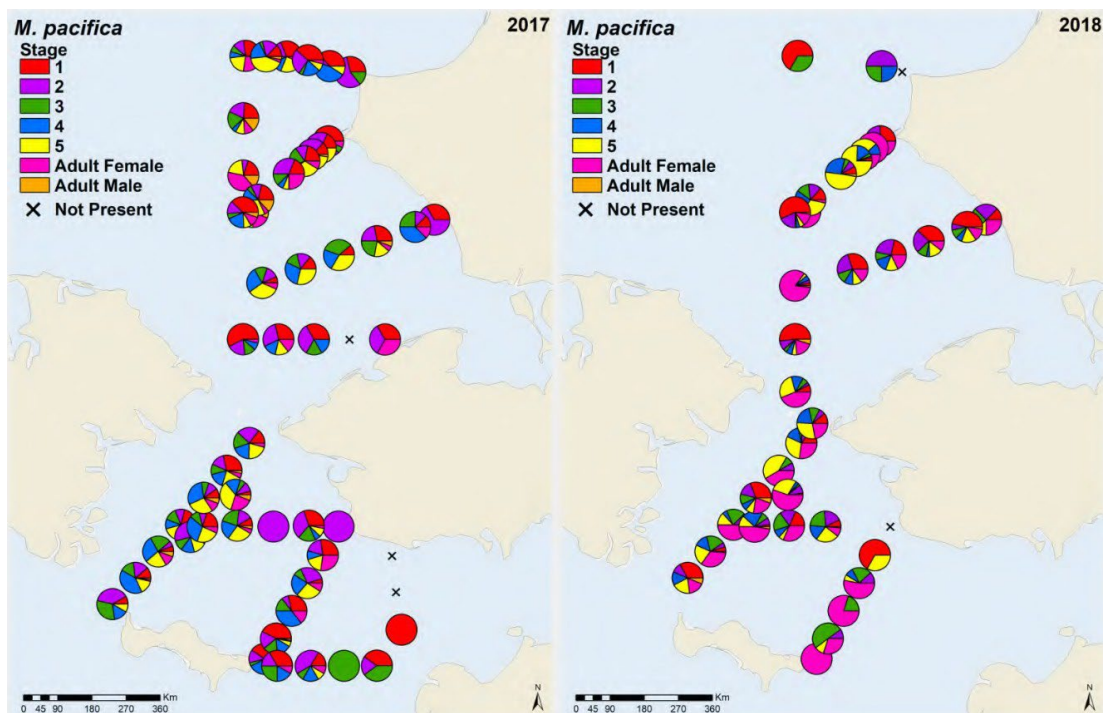 M. pacifica 2017
Stage
1
2
3
4
5
Adult Female
Adult Male
Not Present
0 45 90 180 270 360 Km
N
M. pacifica 2018
Stage
1
2
3
4
5
Adult Female
Adult Male
Not Present
0 45 90 180 270 360 Km
N